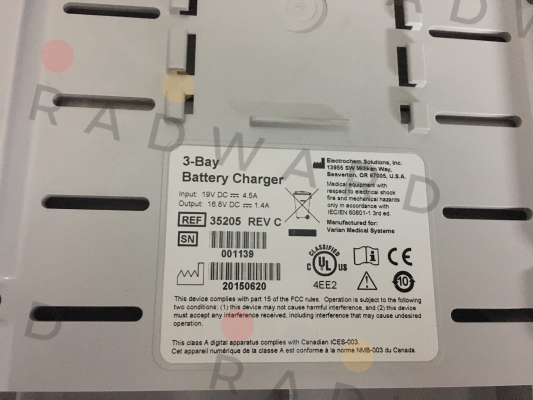 3-Bay
Battery Charger
Input: 19V DC ⎓ 4.5A
Output: 16.8V DC ⎓ 1.4A
REF 35205 REV C
SN
001139
20150620
Electrochem Solutions, Inc.
13955 SW Millikan Way,
Beaverton, OR 97005, U.S.A.
Medical equipment with
respect to electrical shock
fire and mechanical hazards
only in accordance with
IEC/EN 60601-1 3rd ed.
Manufactured for:
Varian Medical Systems
CLASSIFIED
C UL US
4EE2
CE
10
This device complies with part 15 of the FCC rules. Operation is subject to the following
two conditions: (1) this device may not cause harmful interference, and (2) this device
must accept any interference received, including interference that may cause undesired
operation.
This class A digital apparatus complies with Canadian ICES-003.
Cet appareil numérique de la classe A est conforme à la norme NMB-003 du Canada.
RADWARD
RADWARD